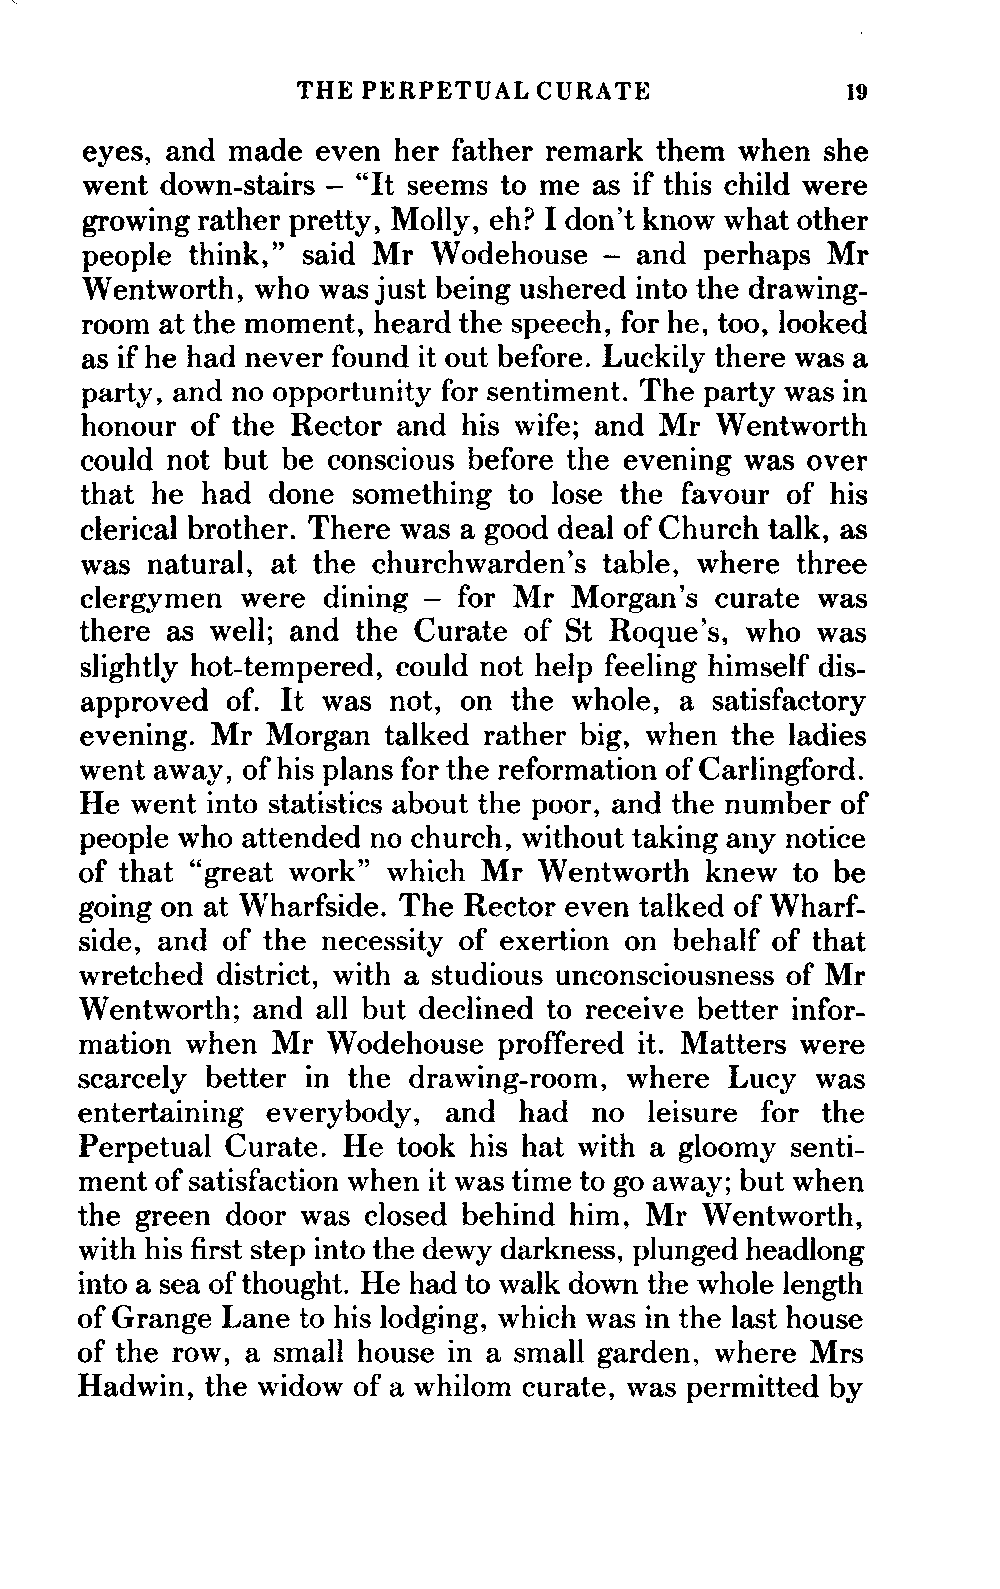 THE PERPETUAL CURATE 19
eyes, and made even her father remark them when she
went down-stairs – “It seems to me as if this child were
growing rather pretty, Molly, eh? I don’t know what other
people think,” said Mr Wodehouse – and perhaps Mr
Wentworth, who was just being ushered into the drawing-
room at the moment, heard the speech, for he, too, looked
as if he had never found it out before. Luckily there was a
party, and no opportunity for sentiment. The party was in
honour of the Rector and his wife; and Mr Wentworth
could not but be conscious before the evening was over
that he had done something to lose the favour of his
clerical brother. There was a good deal of Church talk, as
was natural, at the churchwarden’s table, where three
clergymen were dining – for Mr Morgan’s curate was
there as well; and the Curate of St Roque’s, who was
slightly hot-tempered, could not help feeling himself dis-
approved of. It was not, on the whole, a satisfactory
evening. Mr Morgan talked rather big, when the ladies
went away, of his plans for the reformation of Carlingford.
He went into statistics about the poor, and the number of
people who attended no church, without taking any notice
of that “great work” which Mr Wentworth knew to be
going on at Wharfside. The Rector even talked of Wharf-
side, and of the necessity of exertion on behalf of that
wretched district, with a studious unconsciousness of Mr
Wentworth; and all but declined to receive better infor-
mation when Mr Wodehouse proffered it. Matters were
scarcely better in the drawing-room, where Lucy was
entertaining everybody, and had no leisure for the
Perpetual Curate. He took his hat with a gloomy senti-
ment of satisfaction when it was time to go away; but when
the green door was closed behind him, Mr Wentworth,
with his first step into the dewy darkness, plunged headlong
into a sea of thought. He had to walk down the whole length
of Grange Lane to his lodging, which was in the last house
of the row, a small house in a small garden, where Mrs
Hadwin, the widow of a whilom curate, was permitted by